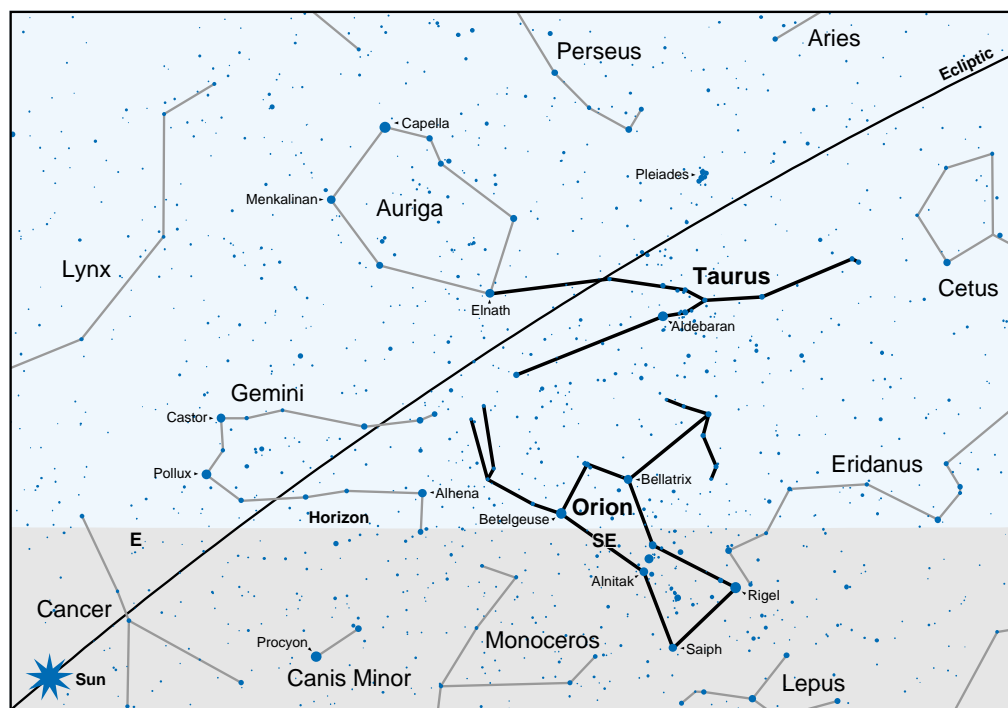 Perseus
Aries
Ecliptic
Capella
Pleiades
Menkalinan
Auriga
Lynx
Taurus
Cetus
Elnath
Aldebaran
Gemini
Castor
Pollux
Alhena
Bellatrix
Eridanus
Horizon
Betelgeuse
Orion
E
SE
Alnitak
Rigel
Cancer
Procyon
Monoceros
Saiph
Sun
Canis Minor
Lepus